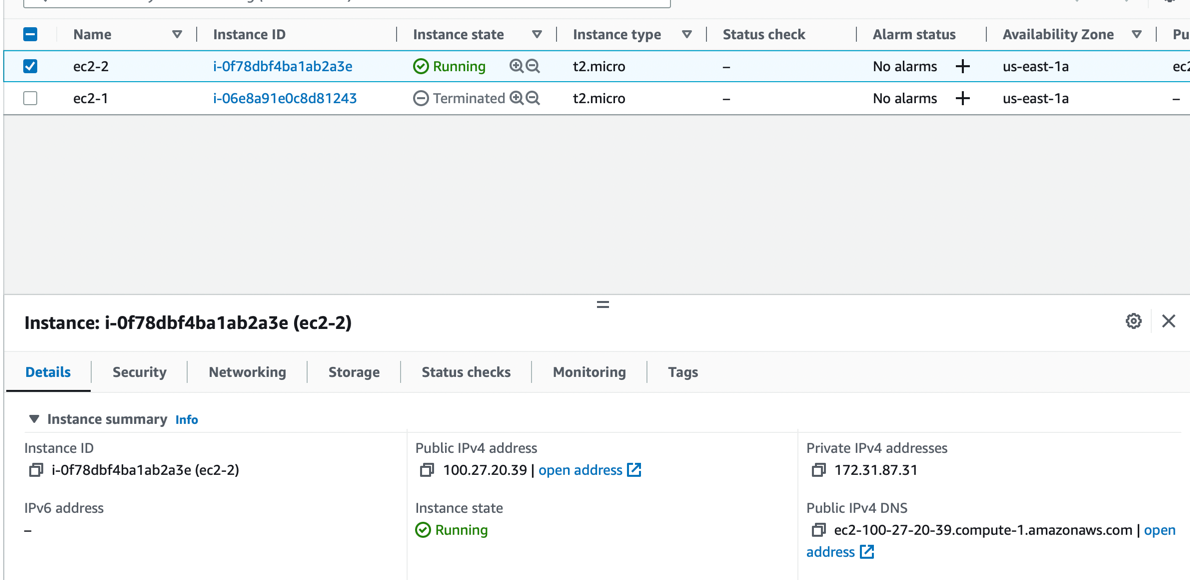 Name Instance ID Instance state Instance type Status check Alarm status Availability Zone Pu
ec2-2 i-0f78dbf4ba1ab2a3e Running t2.micro – No alarms + us-east-1a ec2
ec2-1 i-06e8a91e0c8d81243 Terminated t2.micro – No alarms + us-east-1a –
Instance: i-0f78dbf4ba1ab2a3e (ec2-2)
Details Security Networking Storage Status checks Monitoring Tags
Instance summary Info
Instance ID
i-0f78dbf4ba1ab2a3e (ec2-2)
Public IPv4 address
100.27.20.39 | open address
Private IPv4 addresses
172.31.87.31
IPv6 address
–
Instance state
Running
Public IPv4 DNS
ec2-100-27-20-39.compute-1.amazonaws.com | open
address